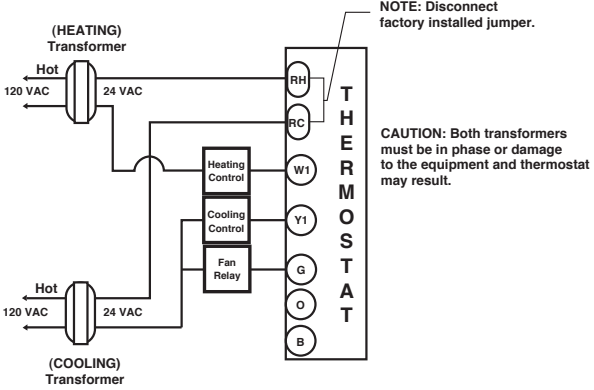 NOTE: Disconnect
factory installed jumper.
(HEATING)
Transformer
Hot
120 VAC
24 VAC
RH
RC
W1
Y1
G
O
B
THERMOSTAT
Heating
Control
Cooling
Control
Fan
Relay
CAUTION: Both transformers
must be in phase or damage
to the equipment and thermostat
may result.
Hot
120 VAC
24 VAC
(COOLING)
Transformer